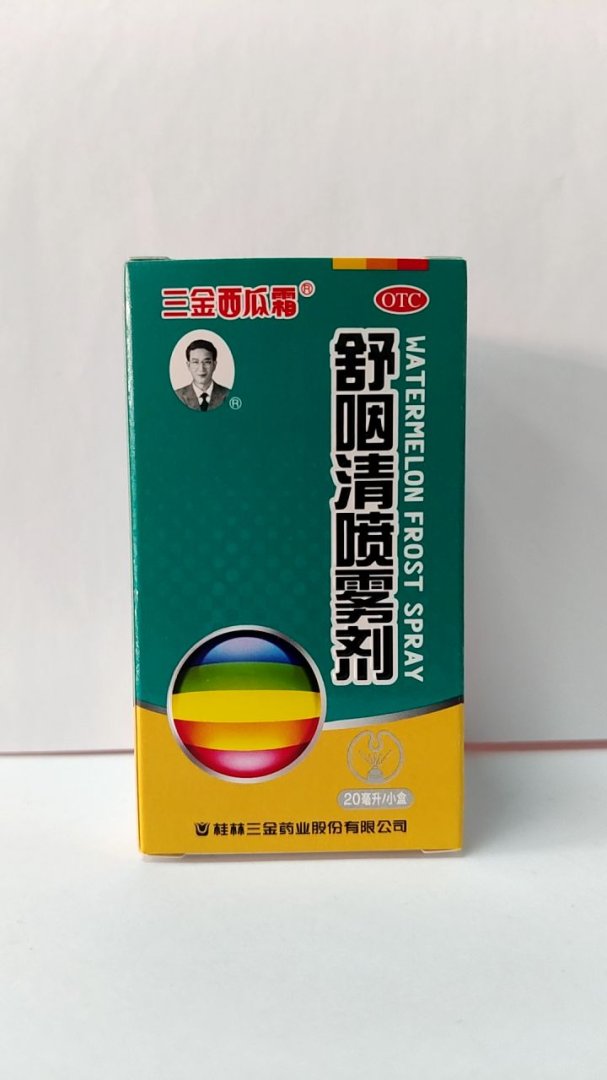 三金西瓜霜®
OTC
®
舒咽清喷雾剂
WATERMELON FROST SPRAY
20毫升/小盒
桂林三金药业股份有限公司